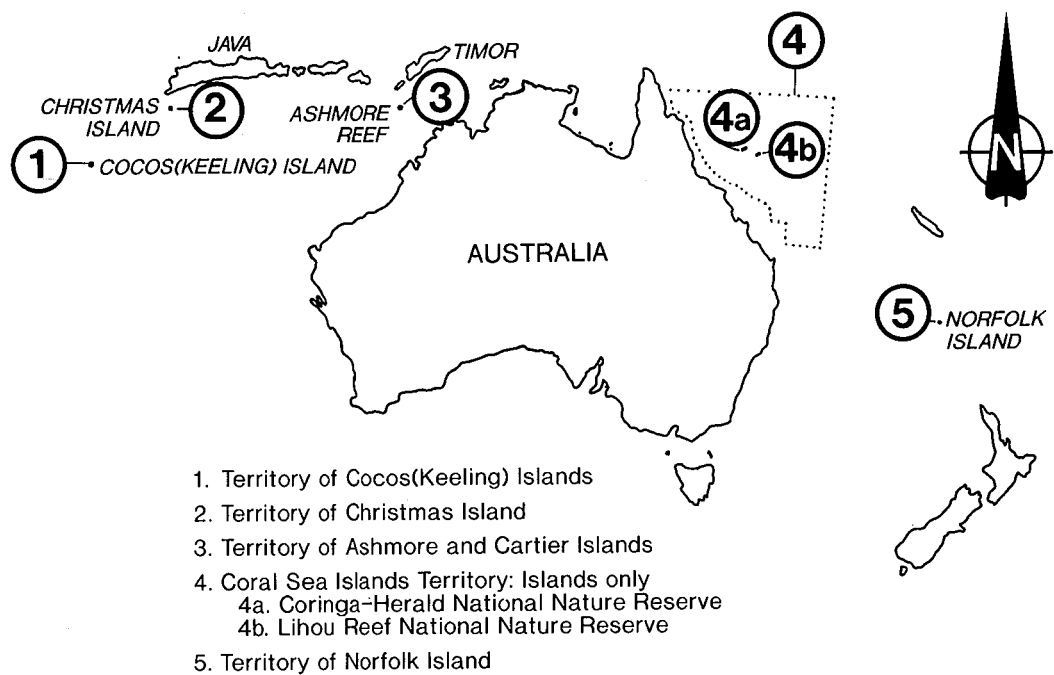 JAVA
TIMOR
4
CHRISTMAS
ISLAND
2
ASHMORE
REEF
3
4a
4b
1
COCOS(KEELING) ISLAND
N
AUSTRALIA
5
NORFOLK
ISLAND
1. Territory of Cocos(Keeling) Islands
2. Territory of Christmas Island
3. Territory of Ashmore and Cartier Islands
4. Coral Sea Islands Territory: Islands only
4a. Coringa-Herald National Nature Reserve
4b. Lihou Reef National Nature Reserve
5. Territory of Norfolk Island